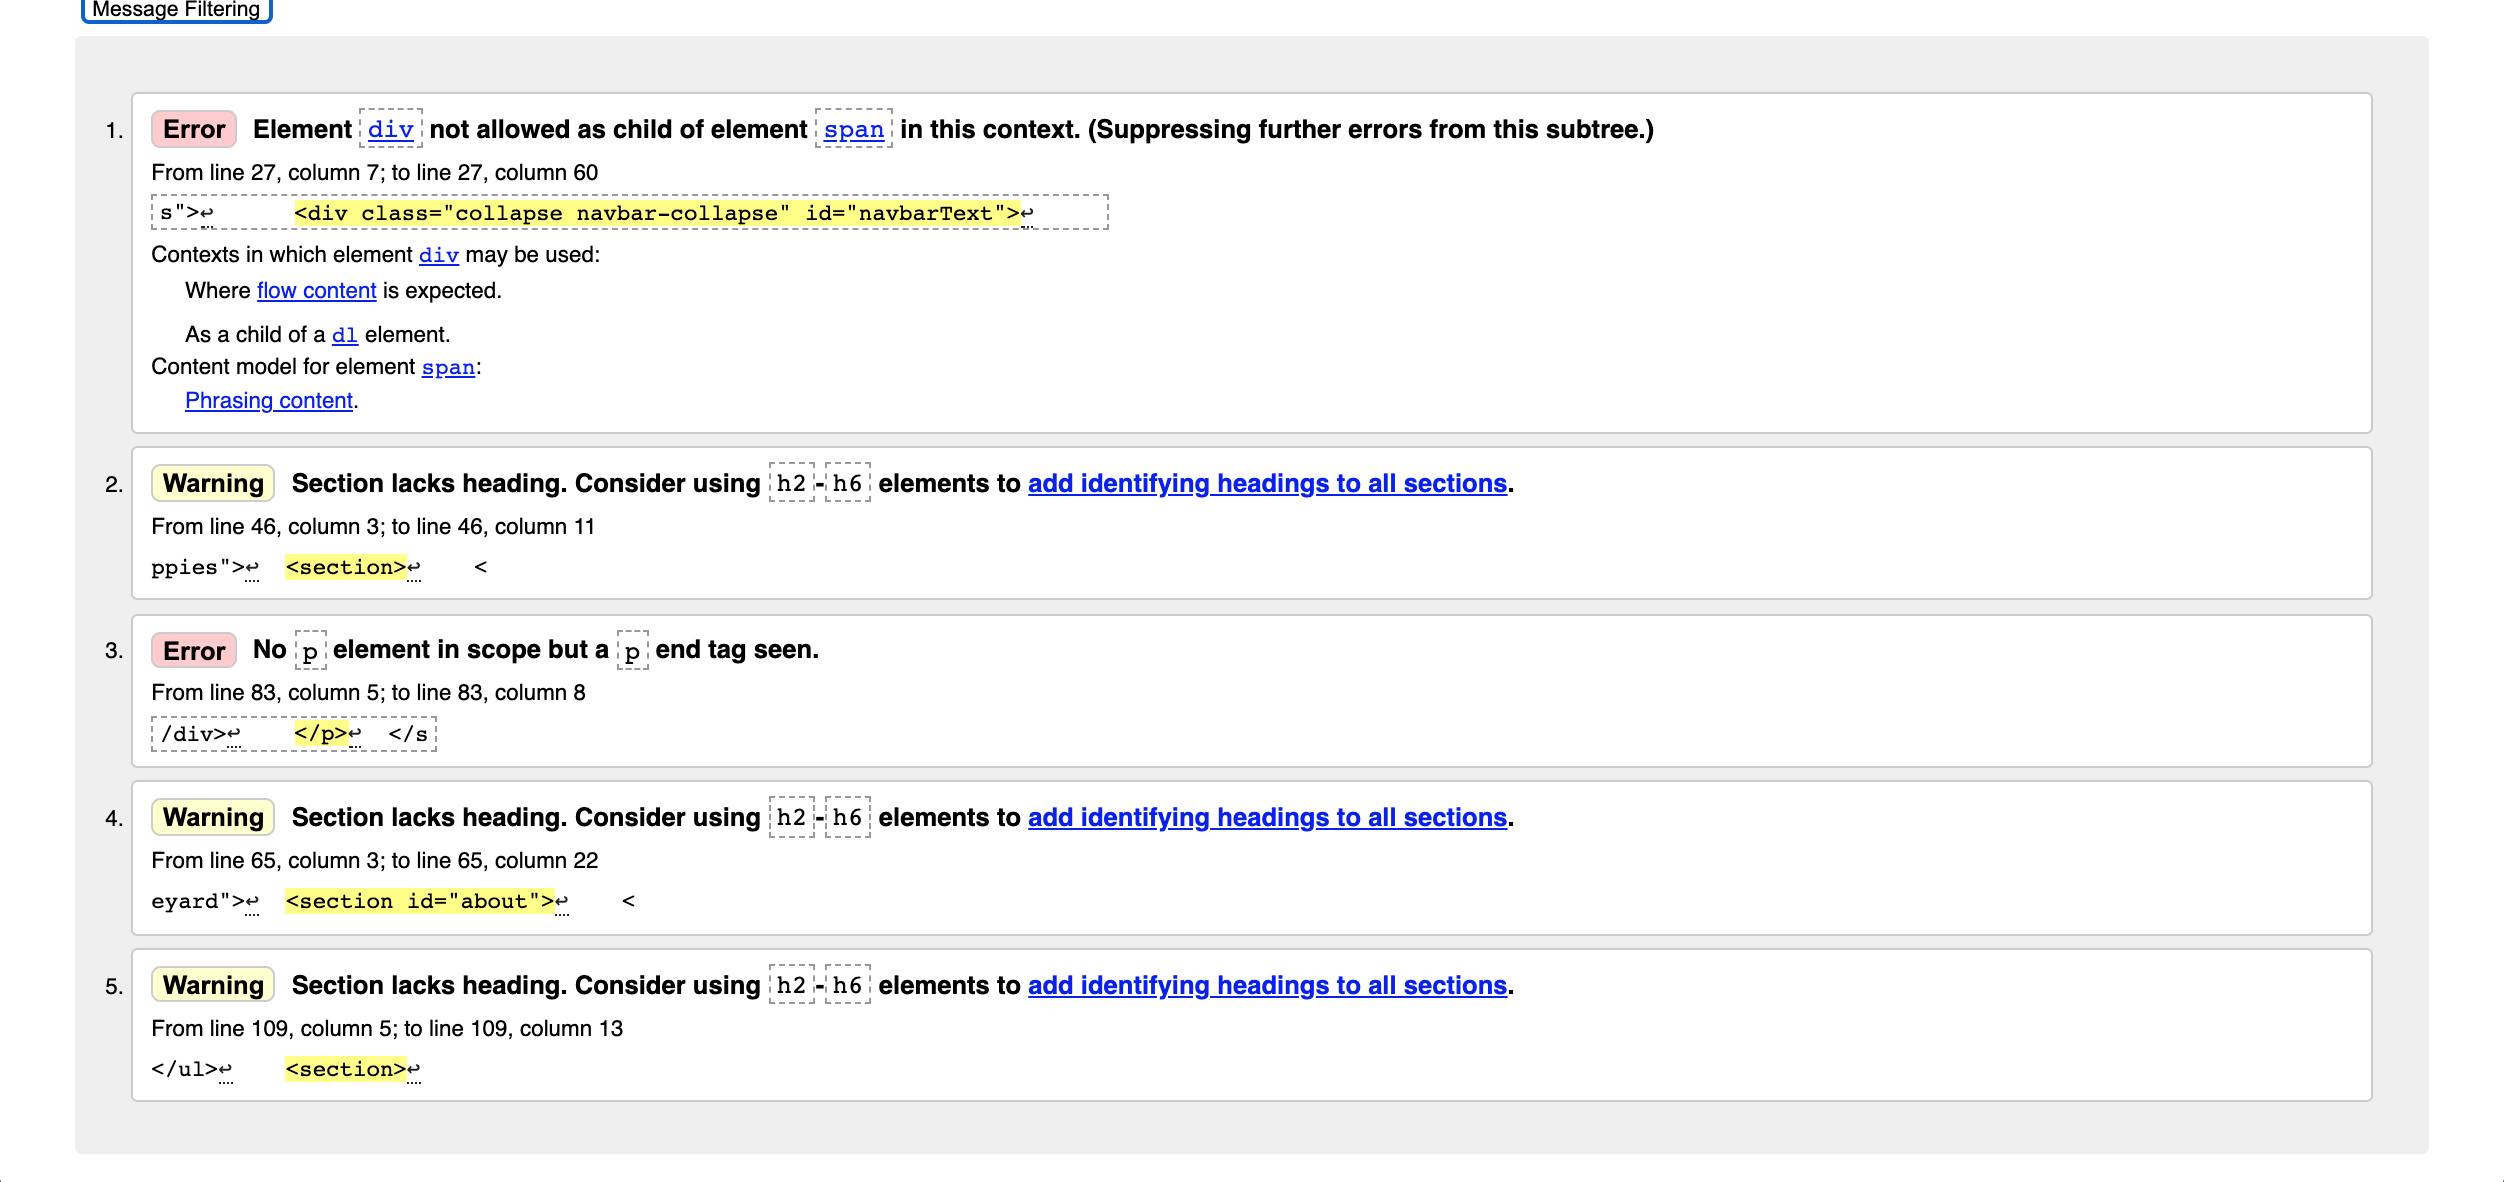 Message Filtering
1. Error Element div not allowed as child of element span in this context. (Suppressing further errors from this subtree.)
From line 27, column 7; to line 27, column 60
s">↩ <div class="collapse navbar-collapse" id="navbarText">↩
Contexts in which element div may be used:
Where flow content is expected.
As a child of a dl element.
Content model for element span:
Phrasing content.
2. Warning Section lacks heading. Consider using h2-h6 elements to add identifying headings to all sections.
From line 46, column 3; to line 46, column 11
ppies">↩ <section>↩ <
3. Error No p element in scope but a p end tag seen.
From line 83, column 5; to line 83, column 8
/div>↩ </p>↩ </s
4. Warning Section lacks heading. Consider using h2-h6 elements to add identifying headings to all sections.
From line 65, column 3; to line 65, column 22
eyard">↩ <section id="about">↩ <
5. Warning Section lacks heading. Consider using h2-h6 elements to add identifying headings to all sections.
From line 109, column 5; to line 109, column 13
</ul>↩ <section>↩